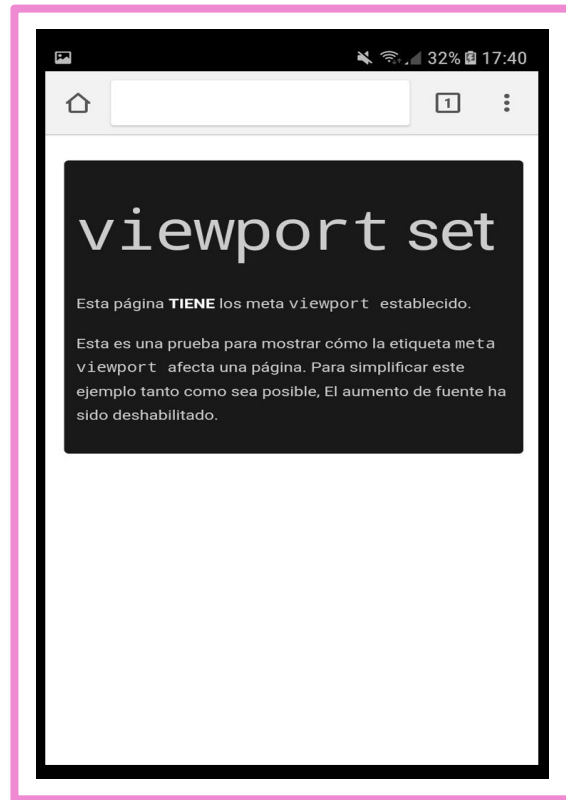 32% 17:40
1
viewport set
Esta página TIENE los meta viewport establecido.
Esta es una prueba para mostrar cómo la etiqueta meta
viewport afecta una página. Para simplificar este
ejemplo tanto como sea posible, El aumento de fuente ha
sido deshabilitado.